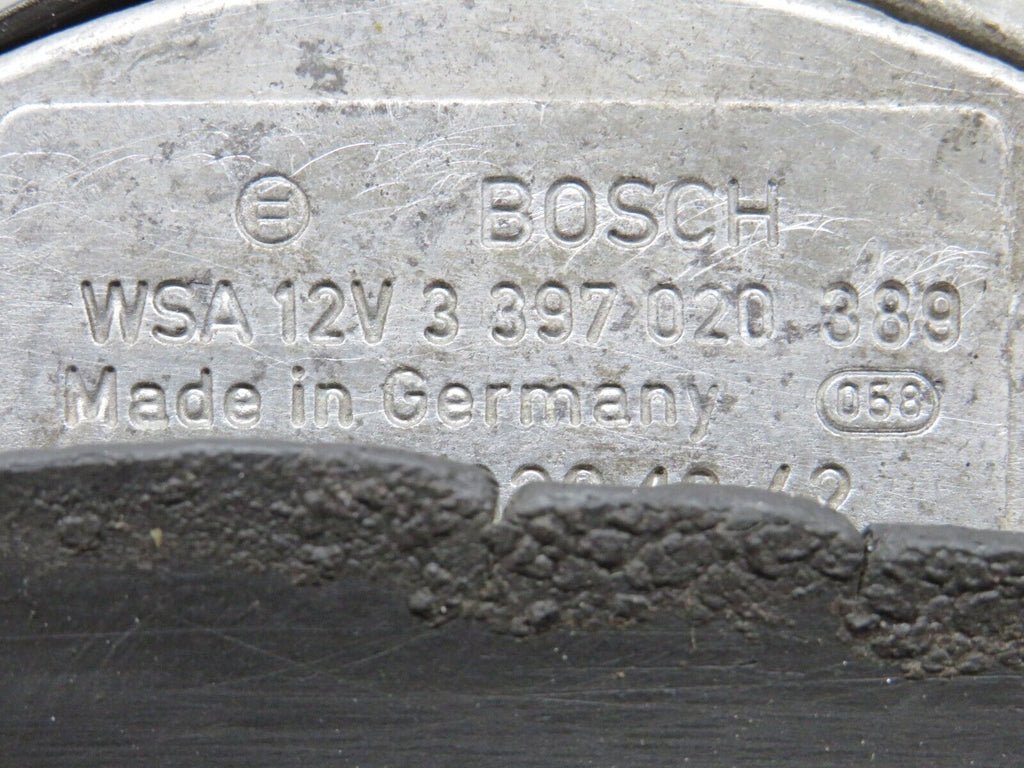 BOSCH
WSA 12V 3 397 020 389
Made in Germany 058